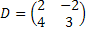 D = (2 -2
4 3)